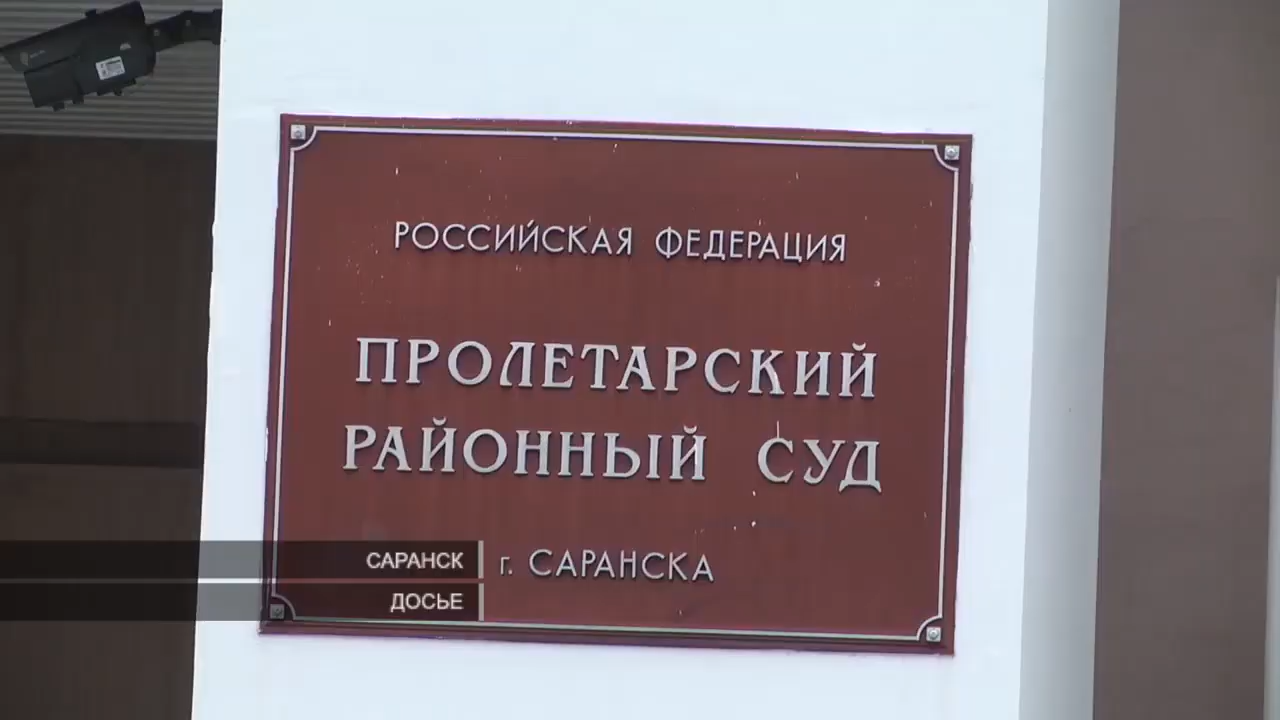 РОССИЙСКАЯ ФЕДЕРАЦИЯ
ПРОЛЕТАРСКИЙ
РАЙОННЫЙ СУД
г. САРАНСКА
САРАНСК
ДОСЬЕ